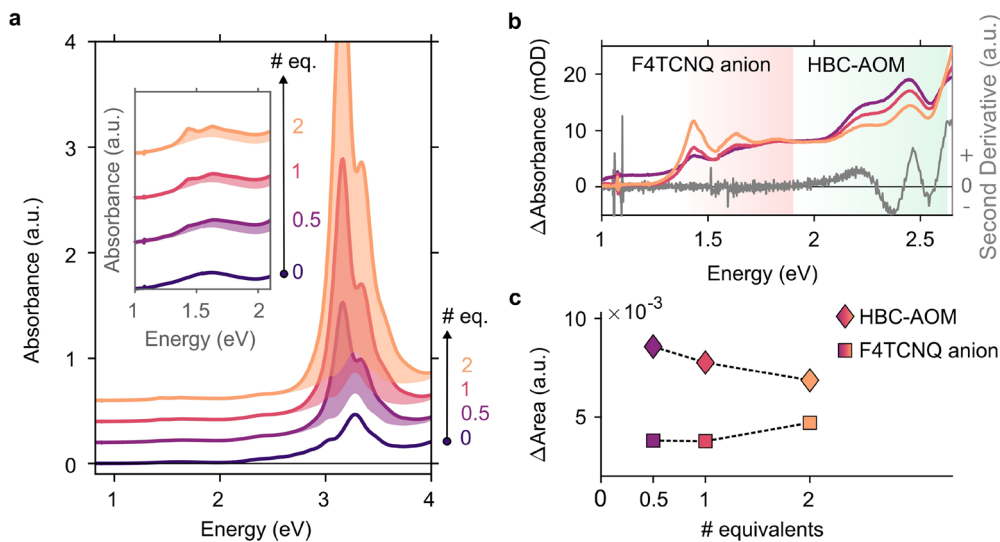 a
4
3
2
1
0
1
2
3
4
Absorbance (a.u.)
Energy (eV)
# eq.
2
1
0.5
0
# eq.
2
1
0.5
0
Absorbance (a.u.)
1
1.5
2
Energy (eV)
b
F4TCNQ anion
HBC-AOM
20
10
0
ΔAbsorbance (mOD)
1
1.5
2
2.5
Energy (eV)
+
0
-
Second Derivative (a.u.)
c
10
× 10⁻³
5
ΔArea (a.u.)
HBC-AOM
F4TCNQ anion
0
0.5
1
2
# equivalents